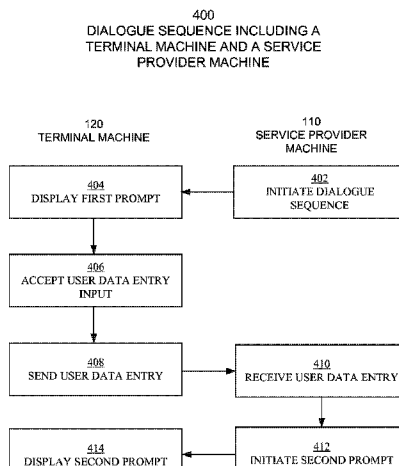 400
DIALOGUE SEQUENCE INCLUDING A
TERMINAL MACHINE AND A SERVICE
PROVIDER MACHINE
120
TERMINAL MACHINE
110
SERVICE PROVIDER
MACHINE
404
DISPLAY FIRST PROMPT
402
INITIATE DIALOGUE
SEQUENCE
406
ACCEPT USER DATA ENTRY
INPUT
408
SEND USER DATA ENTRY
410
RECEIVE USER DATA ENTRY
414
DISPLAY SECOND PROMPT
412
INITIATE SECOND PROMPT